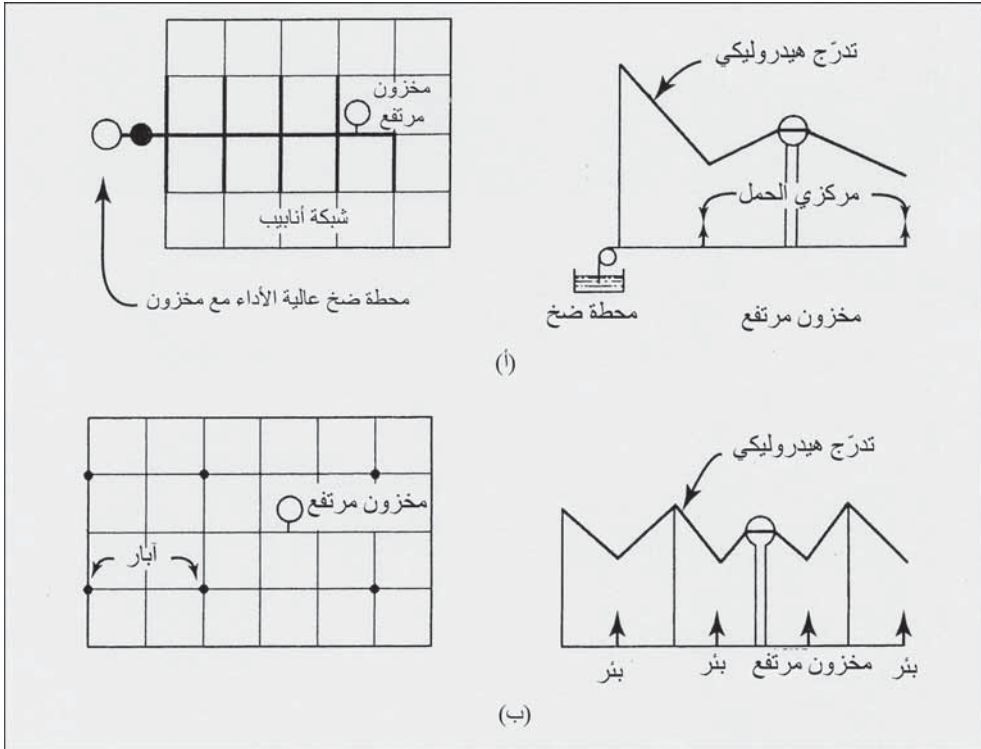 تدرّج هيدروليكي
مخزون
مرتفع
مركزي الحمل
شبكة أنابيب
محطة ضخ عالية الأداء مع مخزون
محطة ضخ
مخزون مرتفع
(أ)
تدرّج هيدروليكي
مخزون مرتفع
آبار
بئر
بئر
مخزون مرتفع
بئر
(ب)